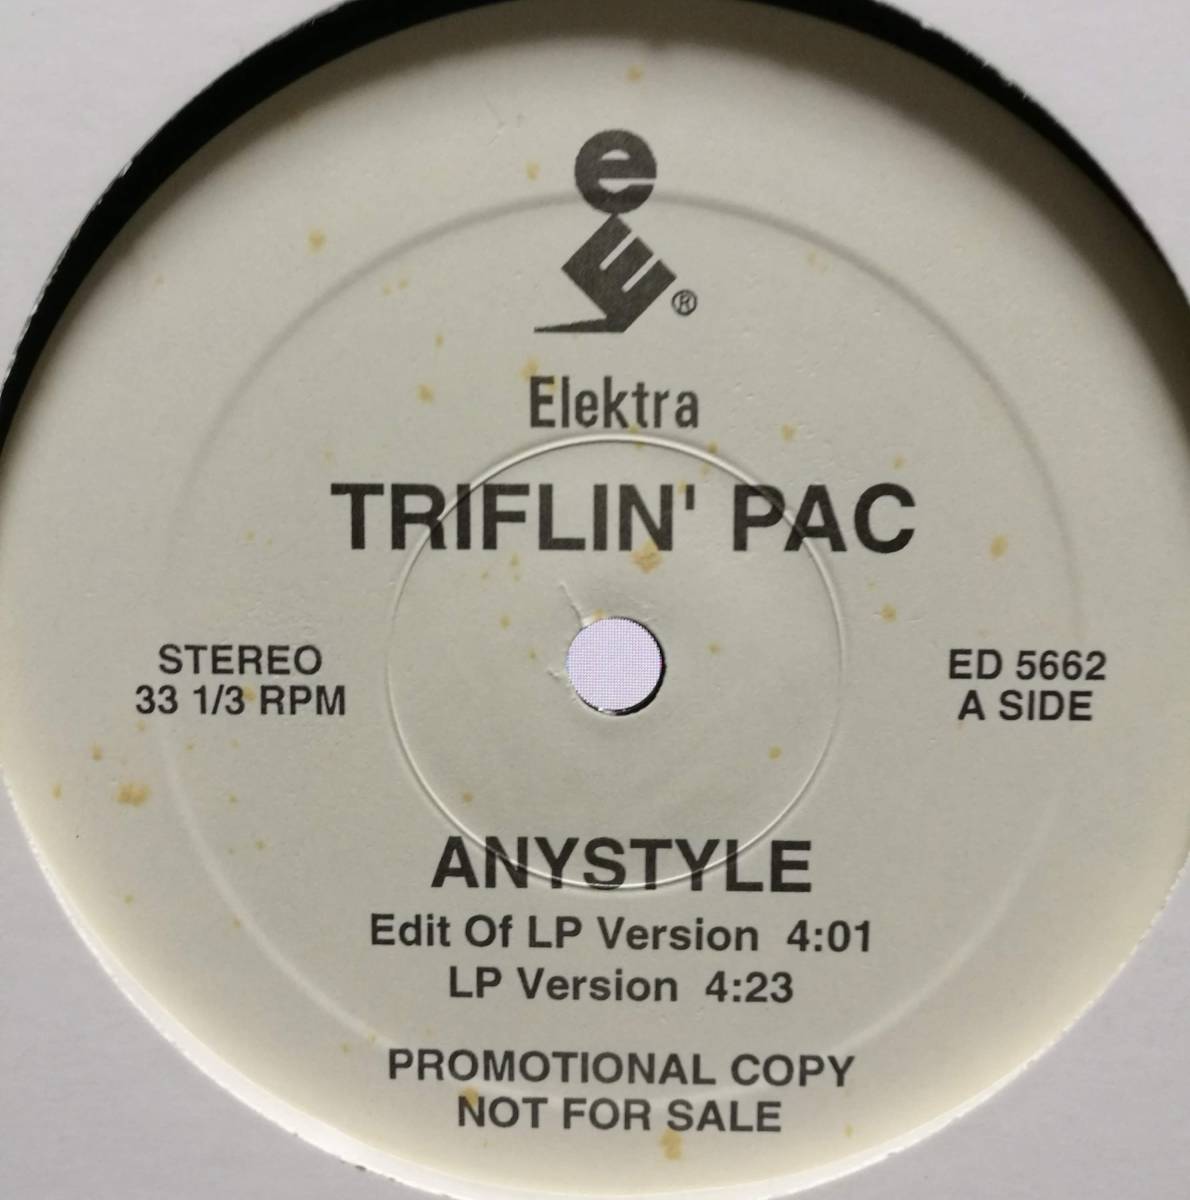 e
E ®
Elektra
TRIFLIN' PAC
STEREO
33 1/3 RPM
ED 5662
A SIDE
ANYSTYLE
Edit Of LP Version 4:01
LP Version 4:23
PROMOTIONAL COPY
NOT FOR SALE